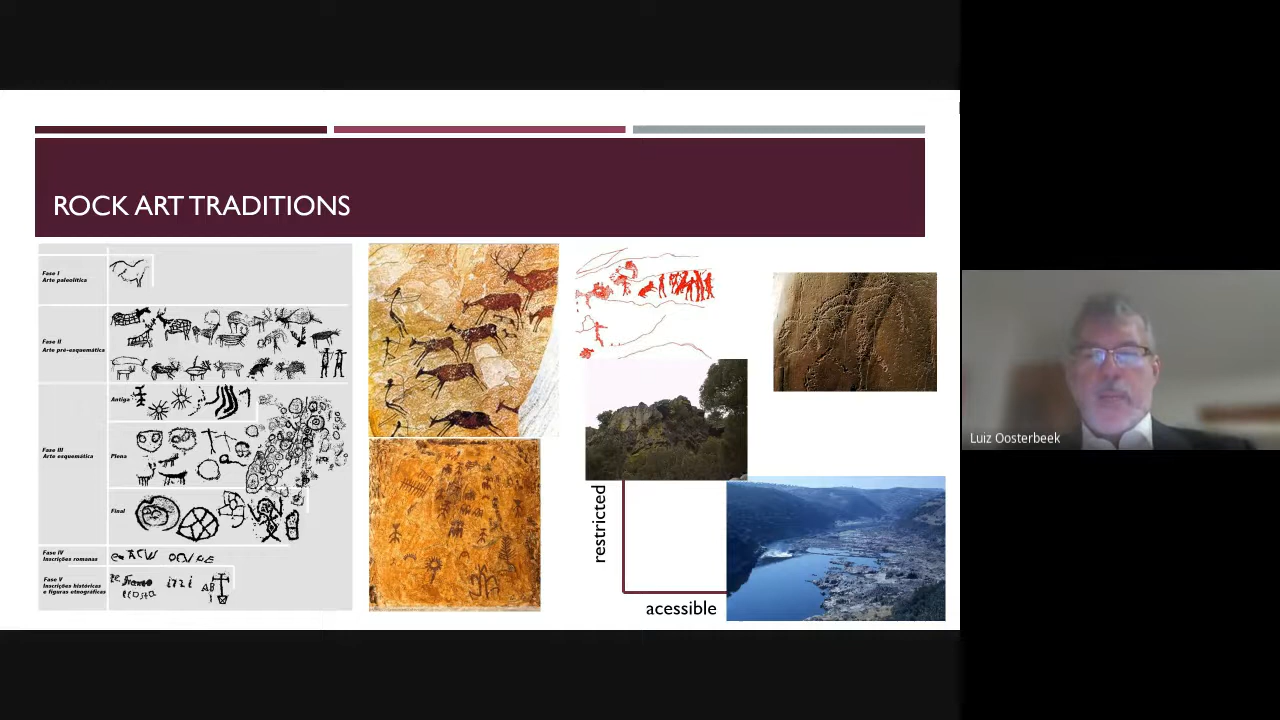 ROCK ART TRADITIONS
Fase I
Arte paleolítica
Fase II
Arte pré-esquemática
Antiga
Fase III
Arte esquemática
Plena
Final
Fase IV
Inscrições romanas
Fase V
Inscrições históricas
e figuras etnográficas
restricted
acessible
Luiz Oosterbeek